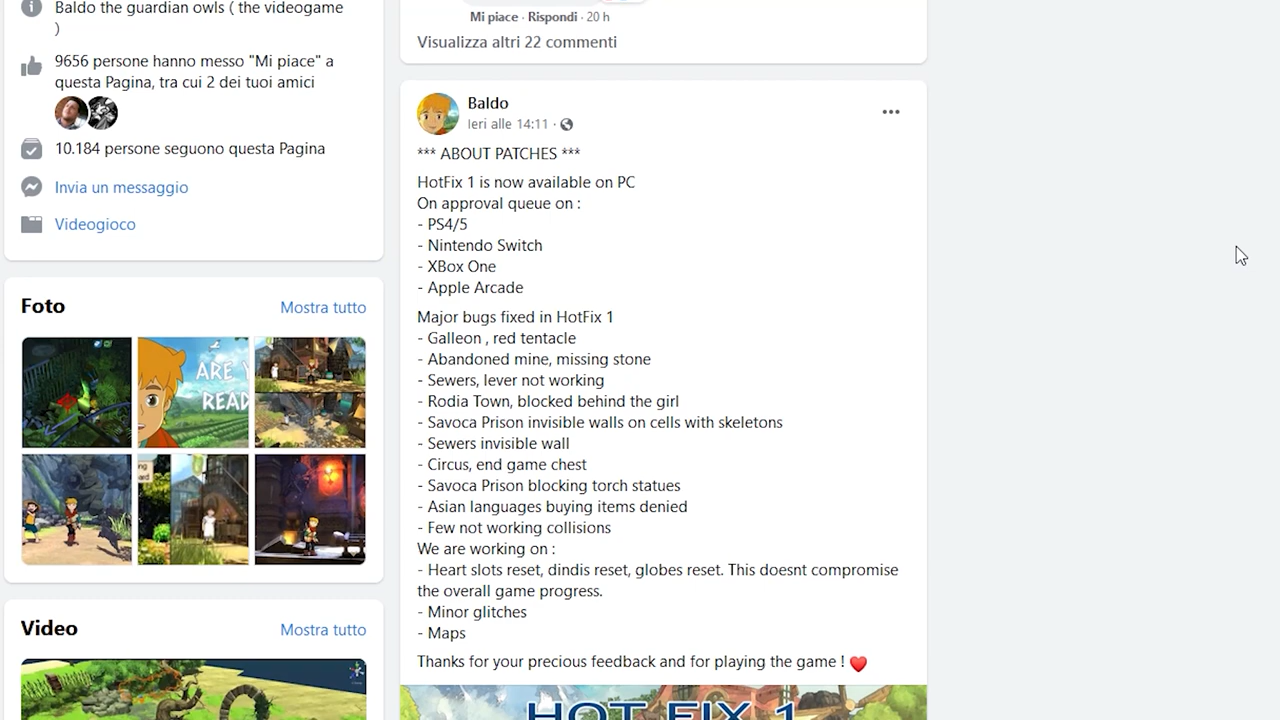 Baldo the guardian owls ( the videogame
)
9656 persone hanno messo "Mi piace" a
questa Pagina, tra cui 2 dei tuoi amici
10.184 persone seguono questa Pagina
Invia un messaggio
Videogioco
Foto
Mostra tutto
ARE Y
READ
Video
Mostra tutto
Mi piace · Rispondi · 20 h
Visualizza altri 22 commenti
Baldo
Ieri alle 14:11 ·
*** ABOUT PATCHES ***
HotFix 1 is now available on PC
On approval queue on :
- PS4/5
- Nintendo Switch
- XBox One
- Apple Arcade
Major bugs fixed in HotFix 1
- Galleon , red tentacle
- Abandoned mine, missing stone
- Sewers, lever not working
- Rodia Town, blocked behind the girl
- Savoca Prison invisible walls on cells with skeletons
- Sewers invisible wall
- Circus, end game chest
- Savoca Prison blocking torch statues
- Asian languages buying items denied
- Few not working collisions
We are working on :
- Heart slots reset, dindis reset, globes reset. This doesnt compromise
the overall game progress.
- Minor glitches
- Maps
Thanks for your precious feedback and for playing the game !
HOT FIX 1